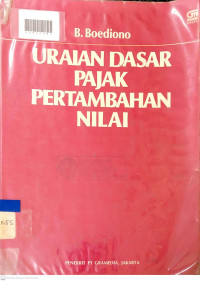 B. Boediono
URAIAN DASAR
PAJAK
PERTAMBAHAN
NILAI
PENERBIT PT GRAMEDIA, JAKARTA